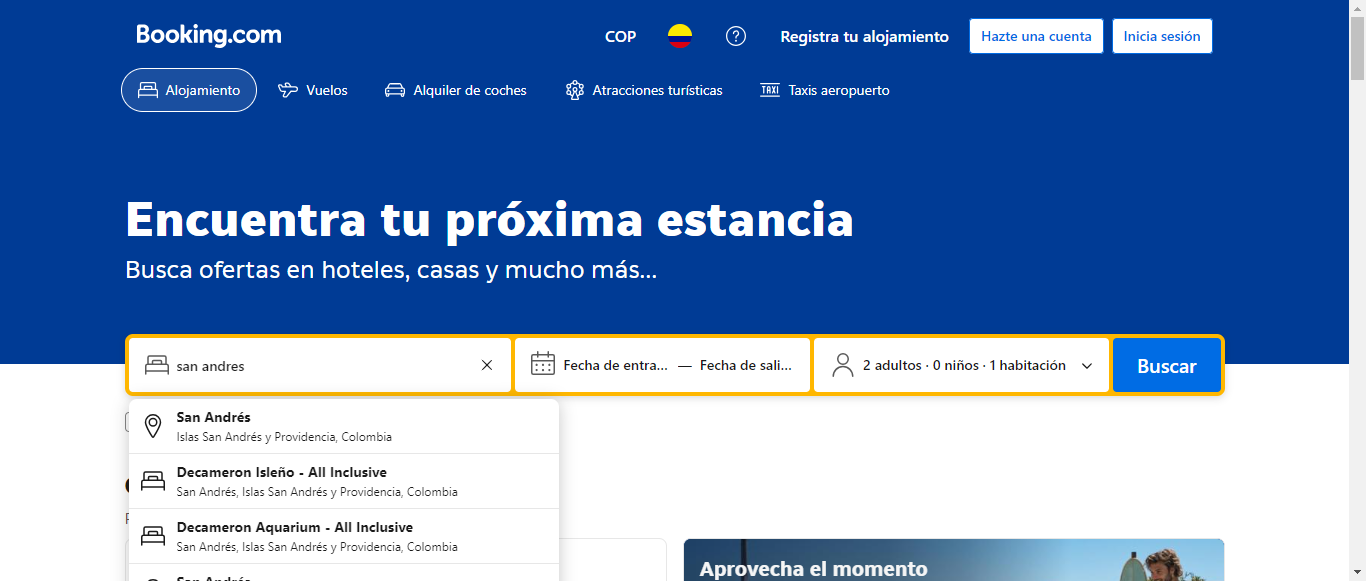 Booking.com
COP
Registra tu alojamiento
Hazte una cuenta
Inicia sesión
Alojamiento
Vuelos
Alquiler de coches
Atracciones turísticas
TAXI Taxis aeropuerto
Encuentra tu próxima estancia
Busca ofertas en hoteles, casas y mucho más...
san andres
Fecha de entra... — Fecha de sali...
2 adultos · 0 niños · 1 habitación
Buscar
San Andrés
Islas San Andrés y Providencia, Colombia
Decameron Isleño - All Inclusive
San Andrés, Islas San Andrés y Providencia, Colombia
Decameron Aquarium - All Inclusive
San Andrés, Islas San Andrés y Providencia, Colombia
San Andrés
Aprovecha el momento